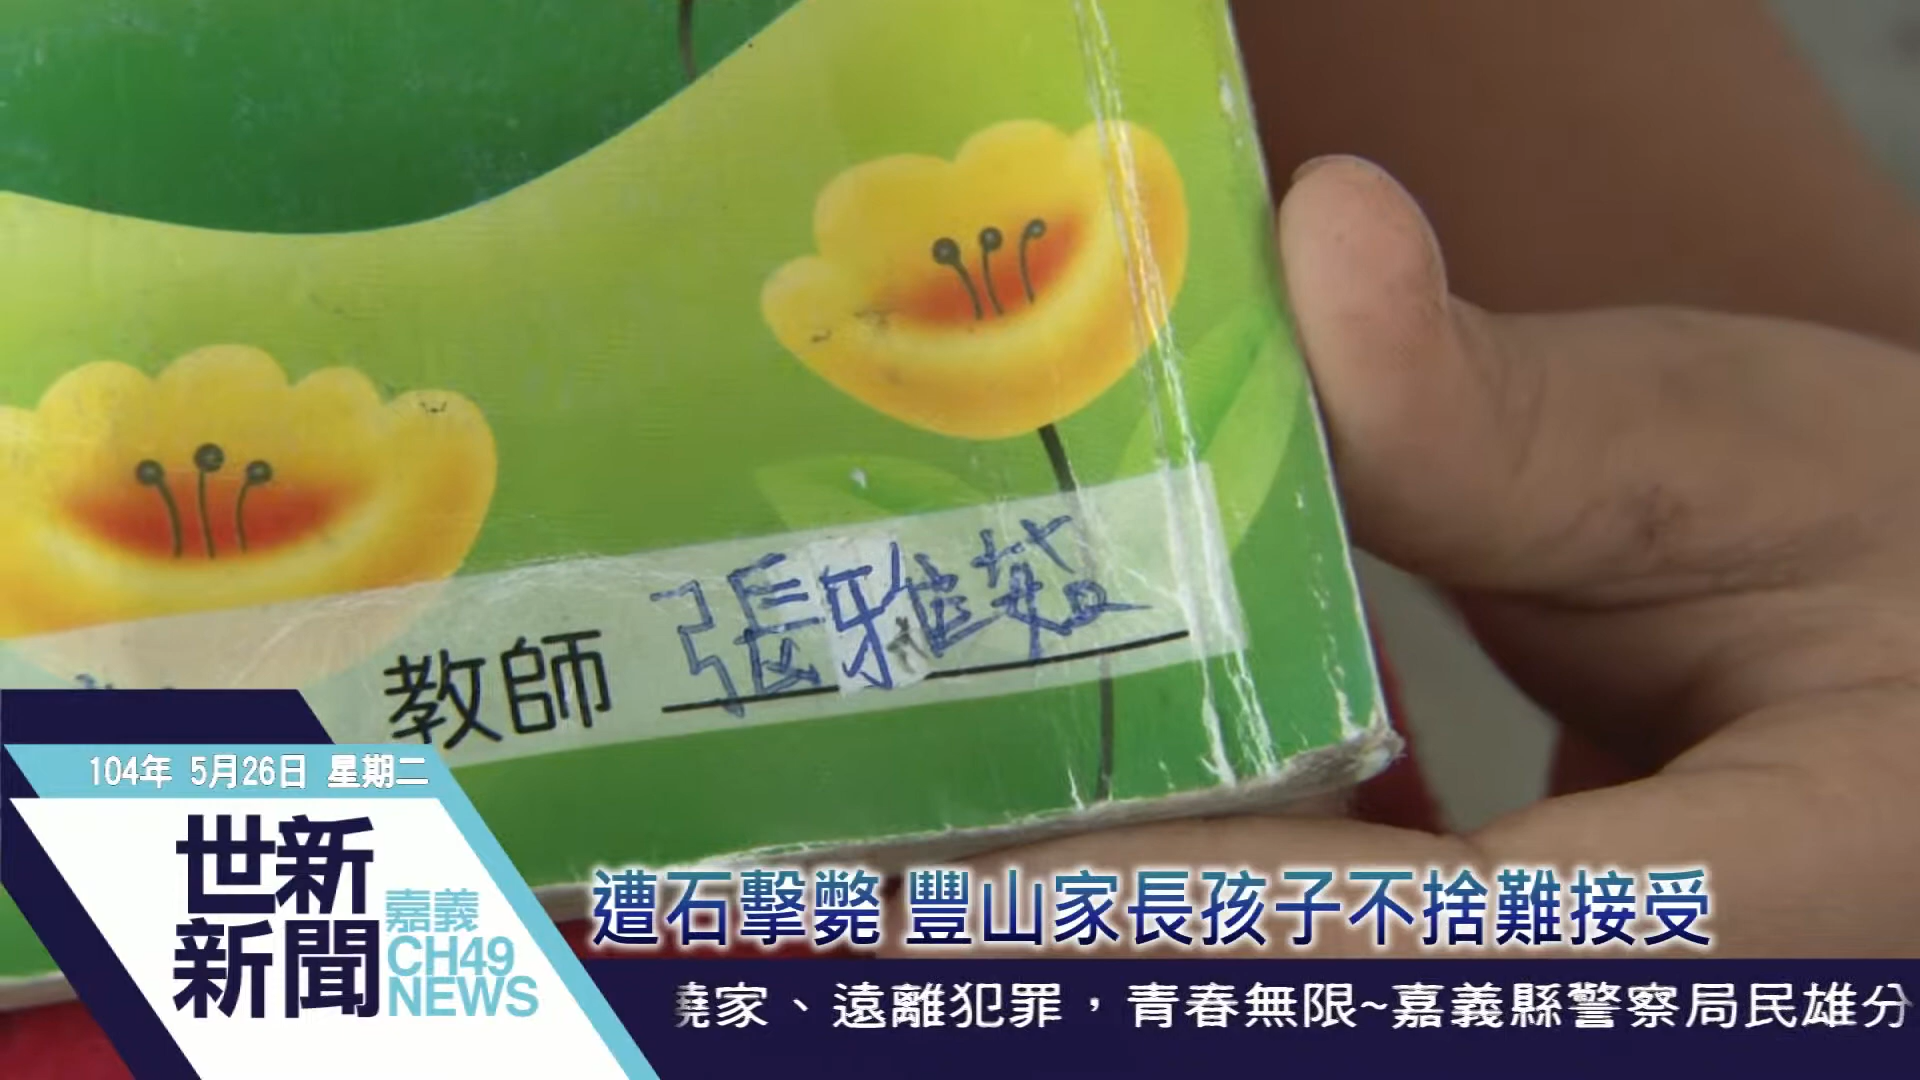 教師 張雅
104年 5月26日 星期二
世新
新聞
嘉義
CH49
NEWS
遭石擊斃 豐山家長孩子不捨難接受
家、遠離犯罪，青春無限~嘉義縣警察局民雄分